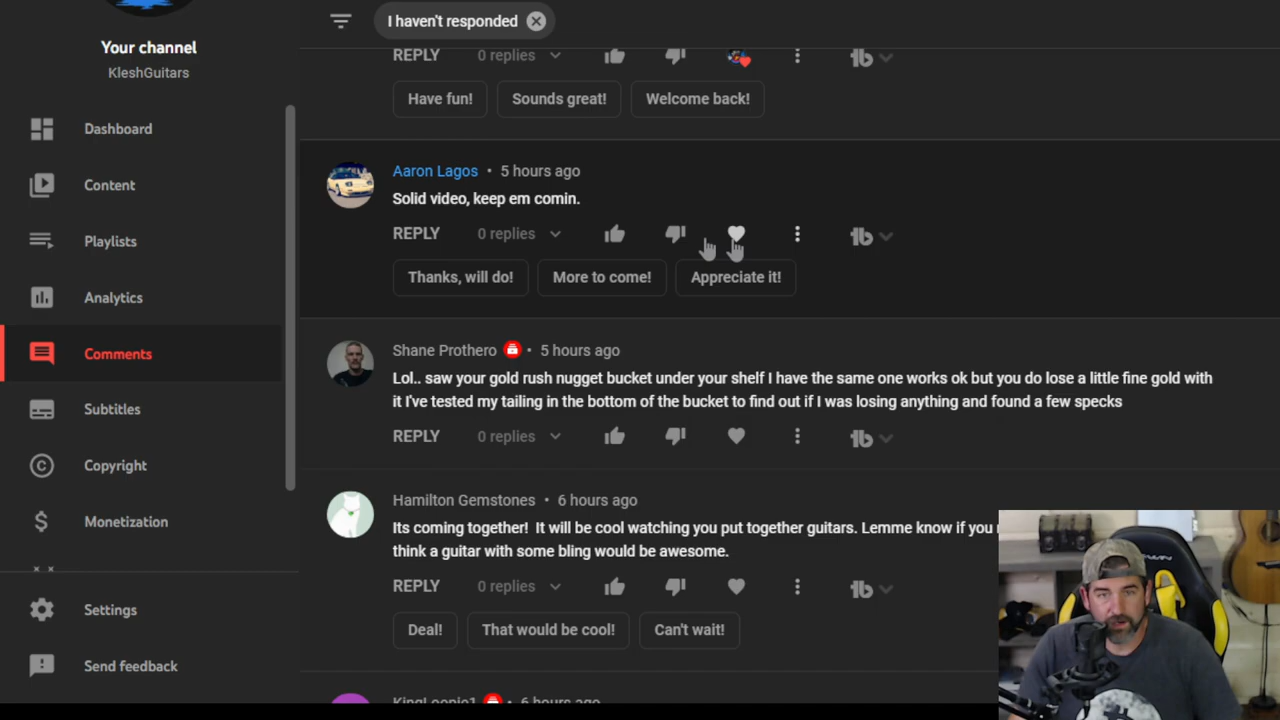 Your channel
KleshGuitars
Dashboard
Content
Playlists
Analytics
Comments
Subtitles
Copyright
Monetization
Settings
Send feedback
I haven't responded
REPLY 0 replies
Have fun! Sounds great! Welcome back!
Aaron Lagos • 5 hours ago
Solid video, keep em comin.
REPLY 0 replies
Thanks, will do! More to come! Appreciate it!
Shane Prothero • 5 hours ago
Lol.. saw your gold rush nugget bucket under your shelf I have the same one works ok but you do lose a little fine gold with
it I've tested my tailing in the bottom of the bucket to find out if I was losing anything and found a few specks
REPLY 0 replies
Hamilton Gemstones • 6 hours ago
Its coming together! It will be cool watching you put together guitars. Lemme know if you
think a guitar with some bling would be awesome.
REPLY 0 replies
Deal! That would be cool! Can't wait!
KingLoopie1 6 hours ago